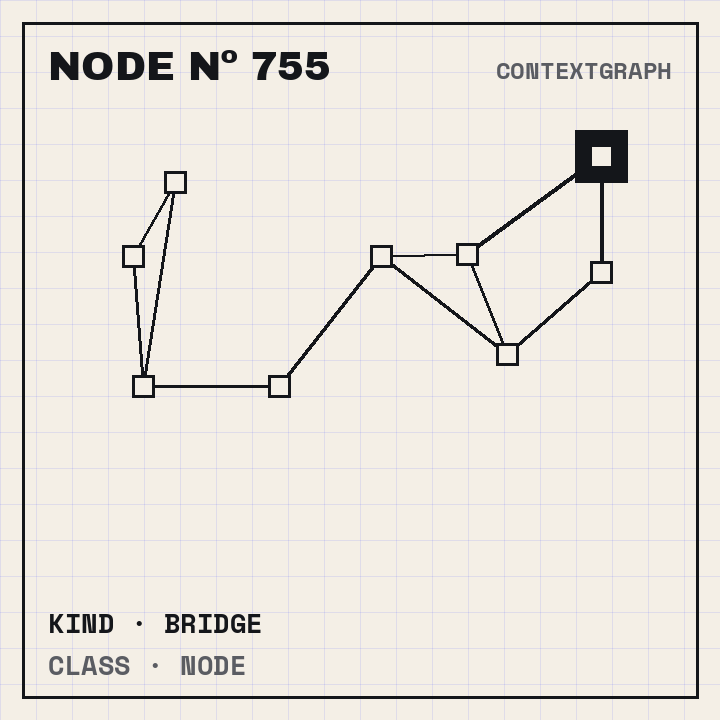 NODE Nº 755
CONTEXTGRAPH
KIND · BRIDGE
CLASS · NODE